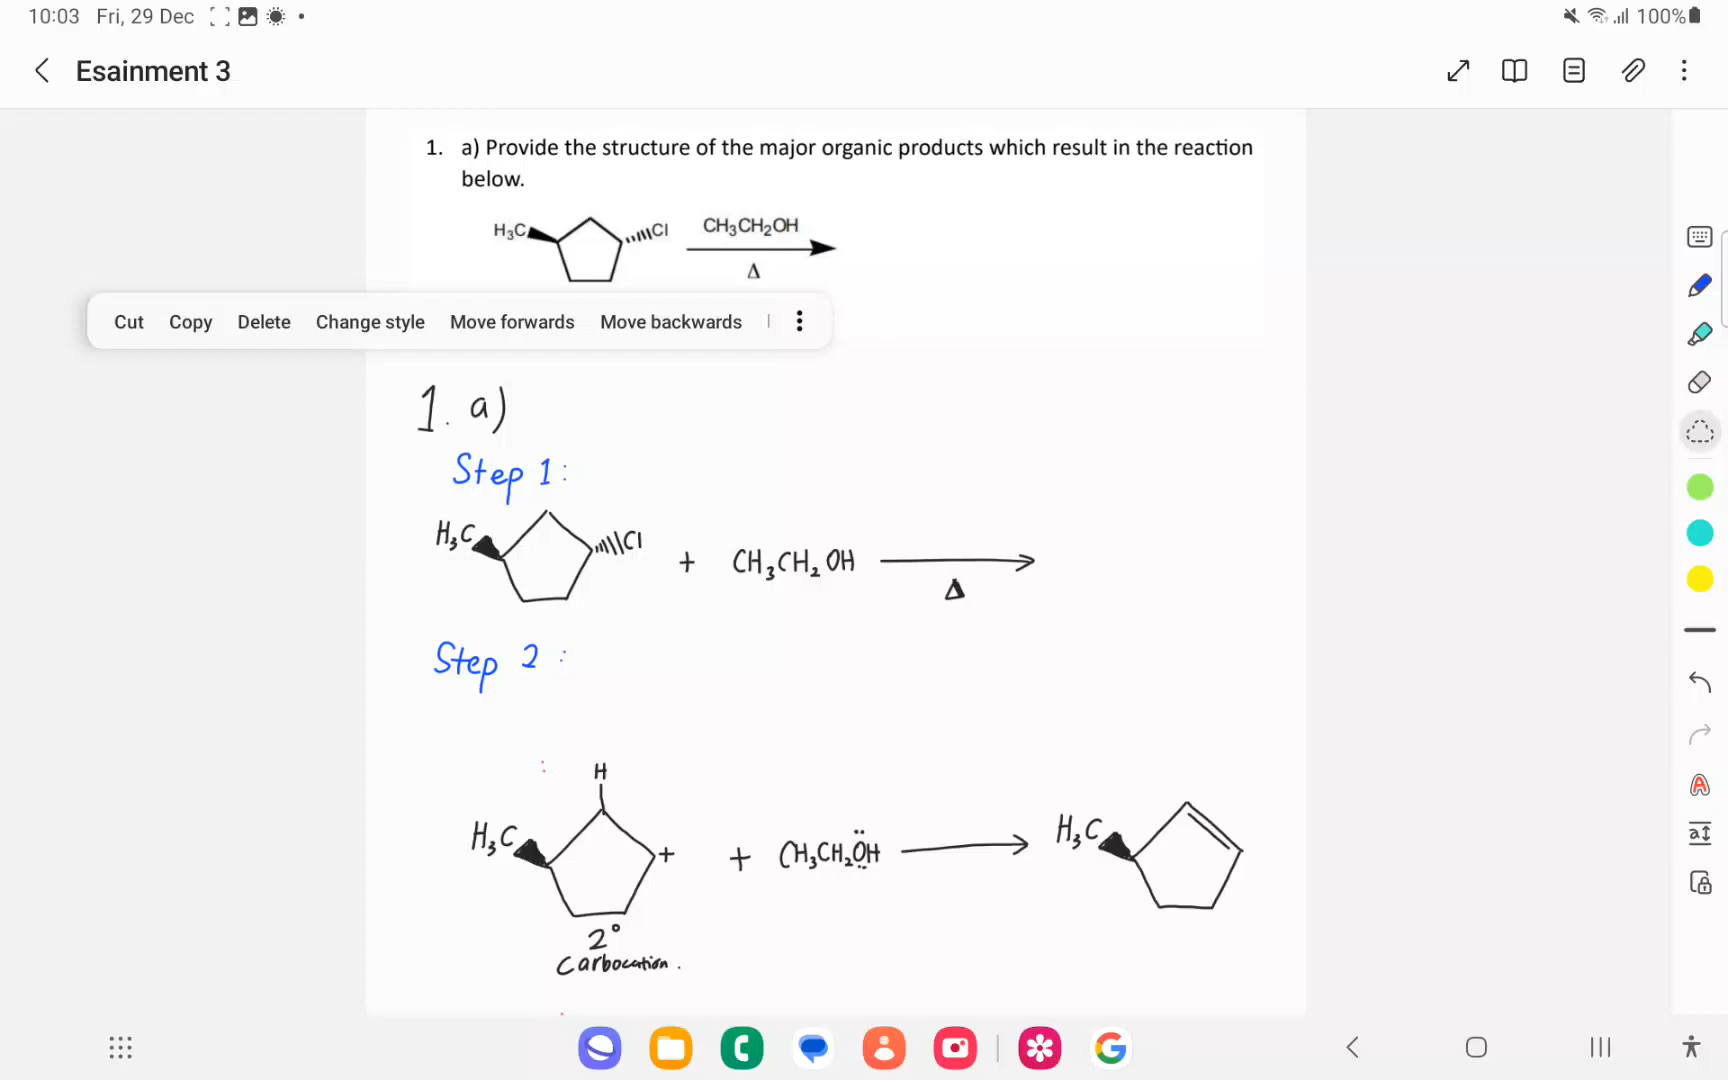 10:03 Fri, 29 Dec
100%
Esainment 3
1. a) Provide the structure of the major organic products which result in the reaction
below.
H₃C Cl CH₃CH₂OH
Δ
Cut Copy Delete Change style Move forwards Move backwards
1. a)
Step 1:
H₃C Cl + CH₃CH₂OH
Δ
Step 2:
H
H₃C + + CH₃CH₂ÖH H₃C
2°
Carbocation.